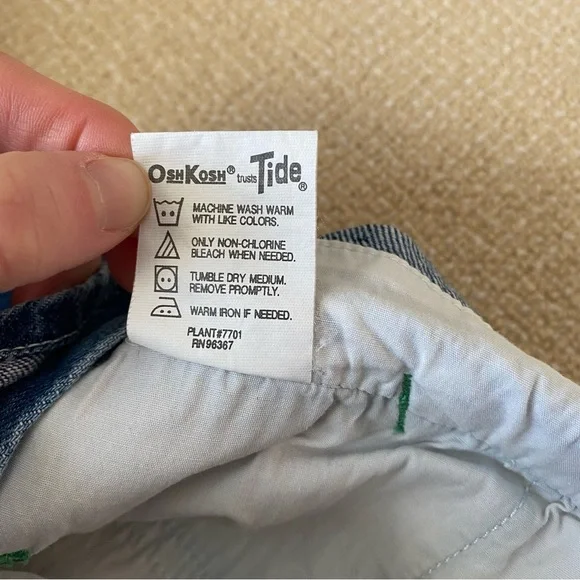 OshKosh® trusts Tide®
MACHINE WASH WARM
WITH LIKE COLORS.
ONLY NON-CHLORINE
BLEACH WHEN NEEDED.
TUMBLE DRY MEDIUM.
REMOVE PROMPTLY.
WARM IRON IF NEEDED.
PLANT#7701
RN96367